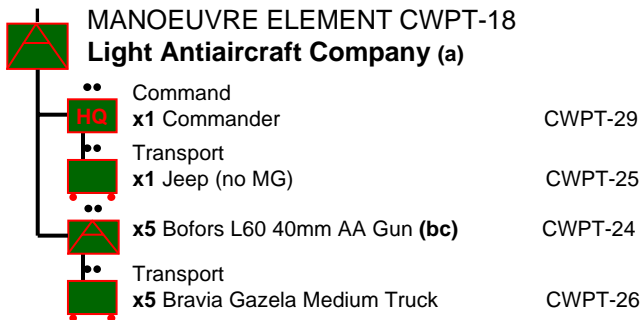 MANOEUVRE ELEMENT CWPT-18
Light Antiaircraft Company (a)
Command
HQ x1 Commander CWPT-29
Transport
x1 Jeep (no MG) CWPT-25
x5 Bofors L60 40mm AA Gun (bc) CWPT-24
Transport
x5 Bravia Gazela Medium Truck CWPT-26